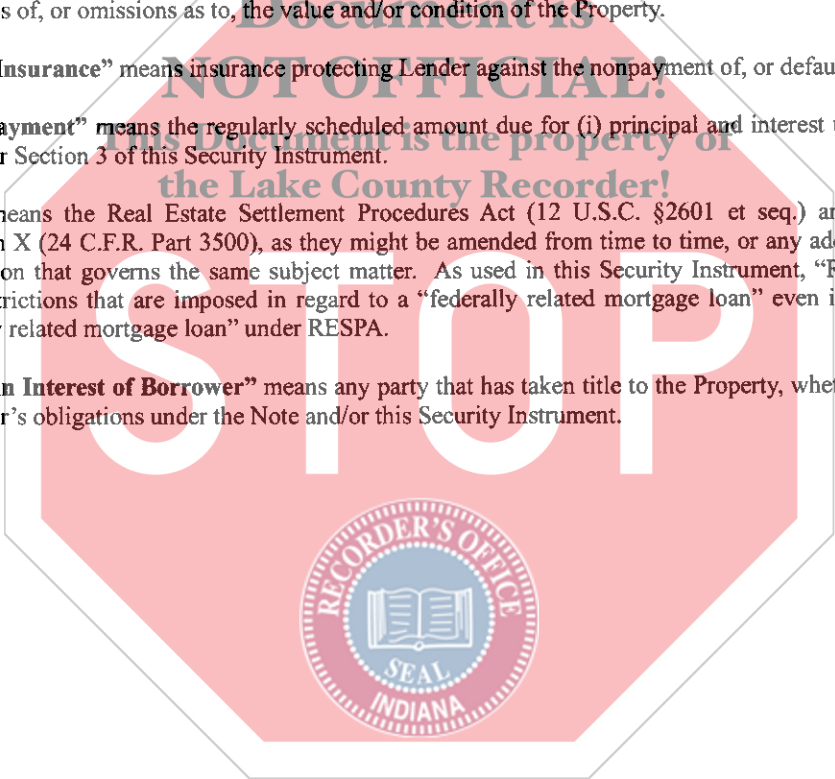 s of, or omissions as to, the value and/or condition of the Property.
Document is
Insurance” means insurance protecting Lender against the nonpayment of, or defau
NOT OFFICIAL!
ayment” means the regularly scheduled amount due for (i) principal and interest
This Document is the property of
r Section 3 of this Security Instrument.
the Lake County Recorder!
neans the Real Estate Settlement Procedures Act (12 U.S.C. §2601 et seq.) an
n X (24 C.F.R. Part 3500), as they might be amended from time to time, or any add
on that governs the same subject matter. As used in this Security Instrument, “R
trictions that are imposed in regard to a “federally related mortgage loan” even i
related mortgage loan” under RESPA.
n Interest of Borrower” means any party that has taken title to the Property, whet
r’s obligations under the Note and/or this Security Instrument.
STOP
RECORDER'S OFFICE
SEAL
INDIANA